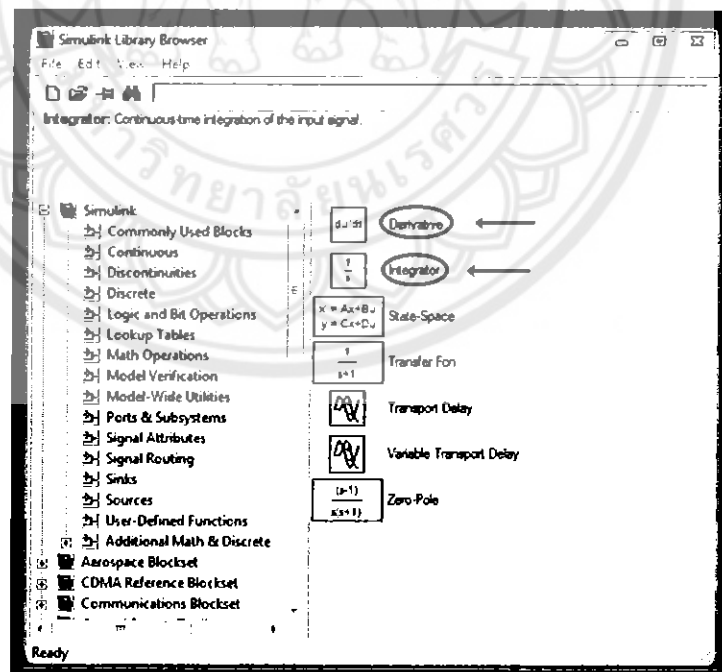 Simulink Library Browser
File Edit View Help
Integrator: Continuous-time integration of the input signal.
Simulink
Commonly Used Blocks
Continuous
Discontinuities
Discrete
Logic and Bit Operations
Lookup Tables
Math Operations
Model Verification
Model-Wide Utilities
Ports & Subsystems
Signal Attributes
Signal Routing
Sinks
Sources
User-Defined Functions
Additional Math & Discrete
Aerospace Blockset
CDMA Reference Blockset
Communications Blockset
du/dt Derivative
1/s Integrator
x' = Ax+Bu
y = Cx+Du
State-Space
1/s+1 Transfer Fcn
Transport Delay
Variable Transport Delay
(s-1)/s(s+1) Zero-Pole
Ready